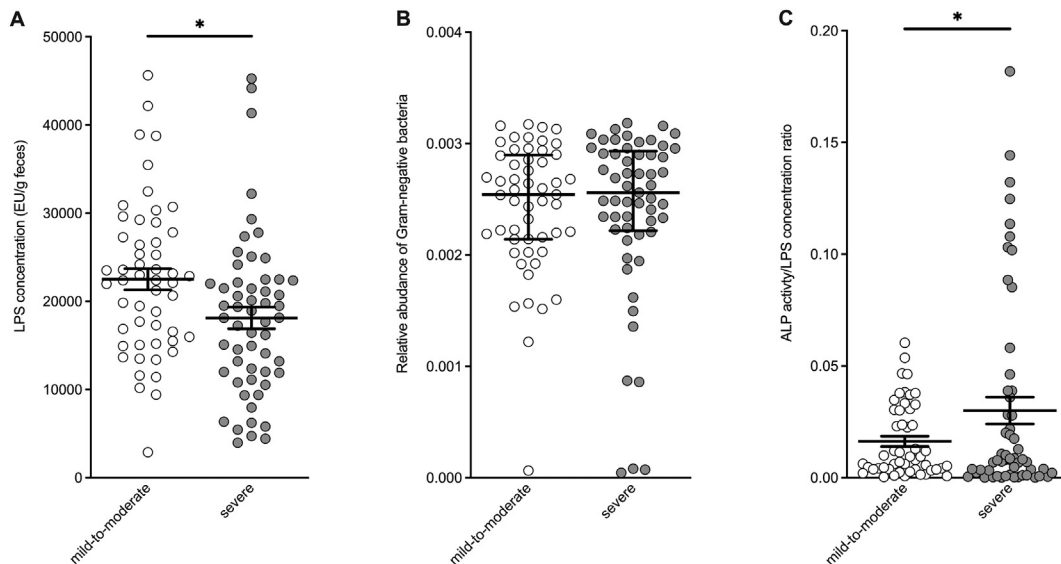 A
*
LPS concentration (EU/g feces)
50000
40000
30000
20000
10000
0
mild-to-moderate
severe
B
Relative abudance of Gram-negative bacteria
0.004
0.003
0.002
0.001
0.000
mild-to-moderate
severe
C
*
ALP activty/LPS concentration ratio
0.20
0.15
0.10
0.05
0.00
mild-to-moderate
severe